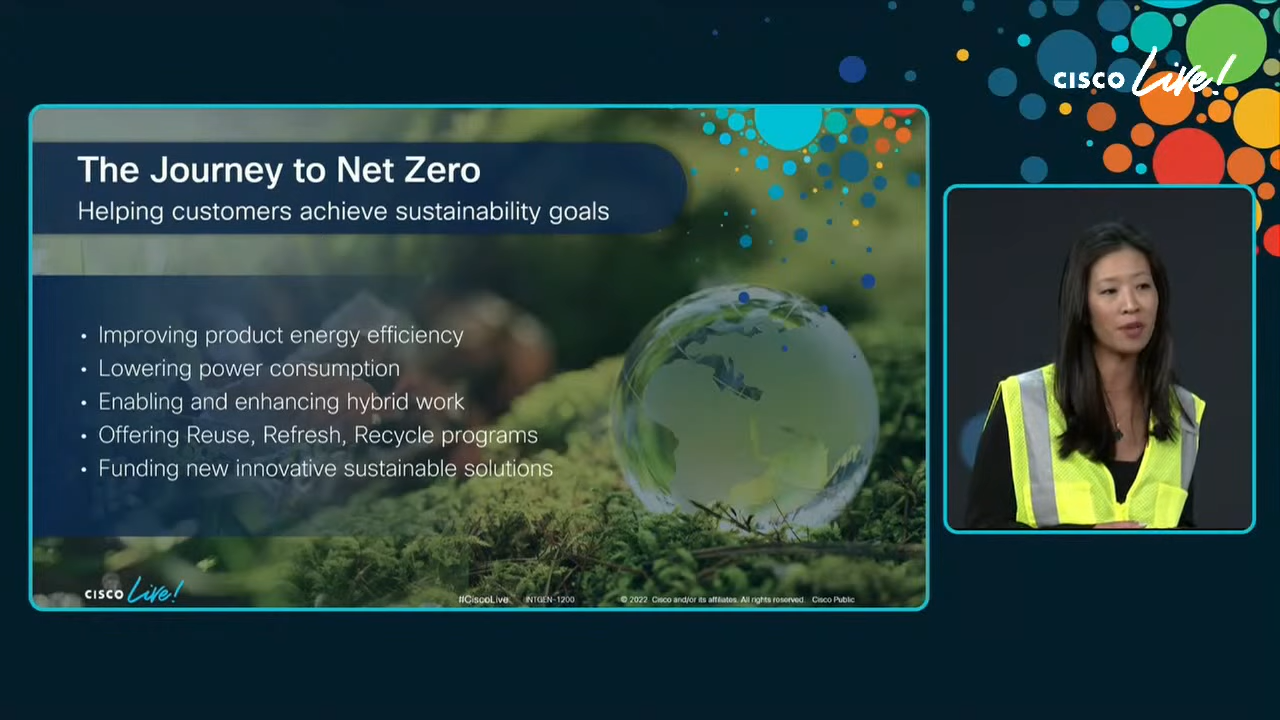 CISCO Live!
The Journey to Net Zero
Helping customers achieve sustainability goals
• Improving product energy efficiency
• Lowering power consumption
• Enabling and enhancing hybrid work
• Offering Reuse, Refresh, Recycle programs
• Funding new innovative sustainable solutions
CISCO Live! #CiscoLive INTGEN-1200 © 2022 Cisco and/or its affiliates. All rights reserved. Cisco Public